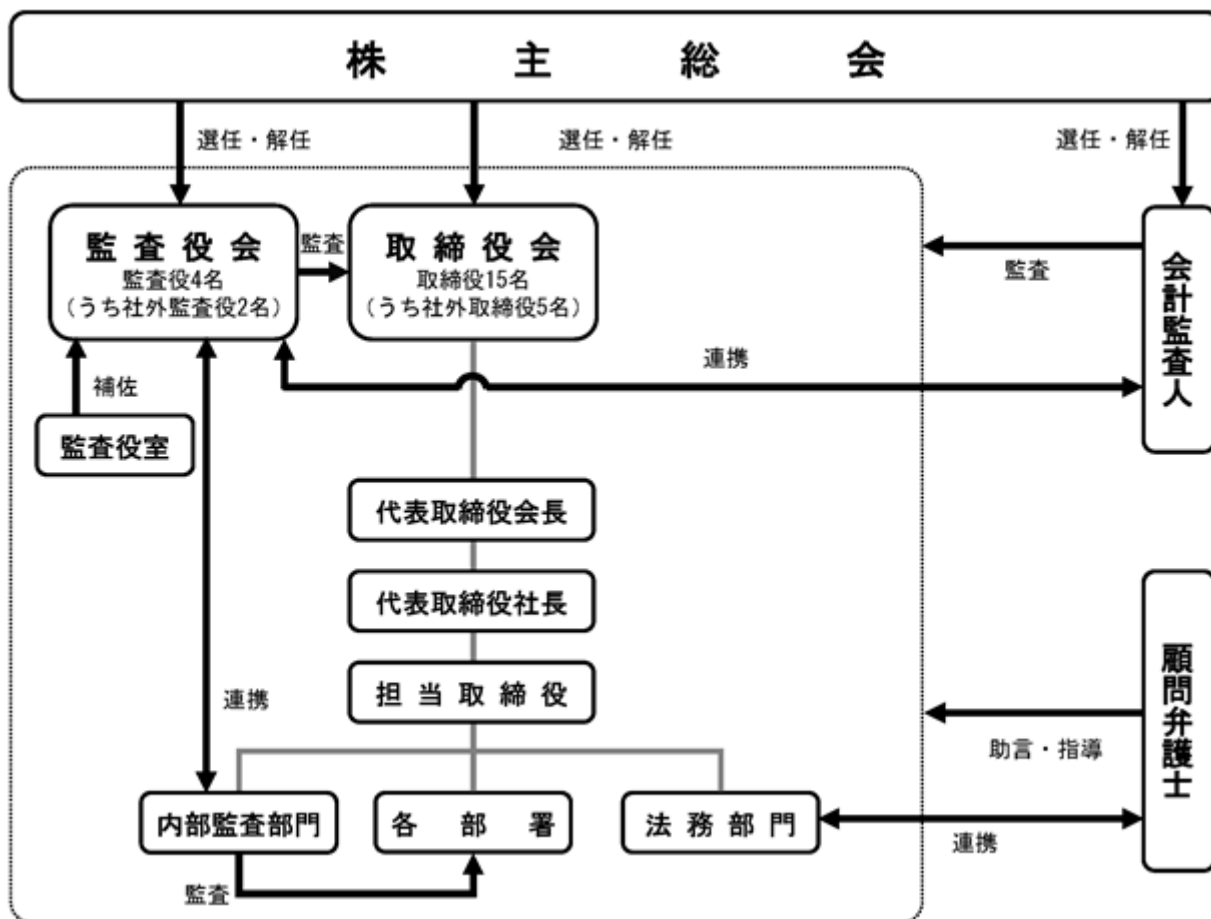 株主総会
選任・解任
選任・解任
選任・解任
監査役会
監査役4名
（うち社外監査役2名）
監査
取締役会
取締役15名
（うち社外取締役5名）
監査
会計監査人
連携
補佐
監査役室
代表取締役会長
代表取締役社長
担当取締役
連携
顧問弁護士
助言・指導
内部監査部門
各部署
法務部門
連携
監査